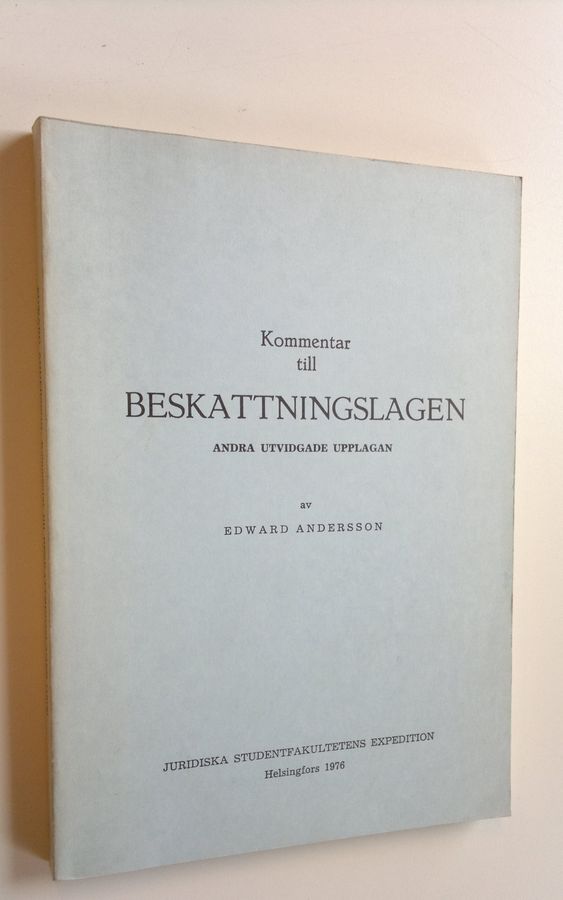 Kommentar
till
BESKATTNINGSLAGEN
ANDRA UTVIDGADE UPPLAGAN
av
EDWARD ANDERSSON
JURIDISKA STUDENTFAKULTETENS EXPEDITION
Helsingfors 1976